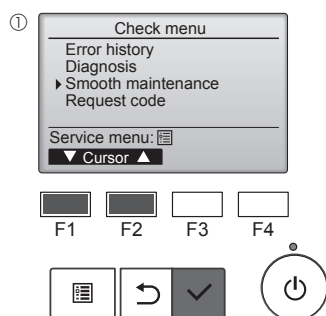 ①
Check menu
Error history
Diagnosis
Smooth maintenance
Request code
Service menu:
▼ Cursor ▲
F1 F2 F3 F4